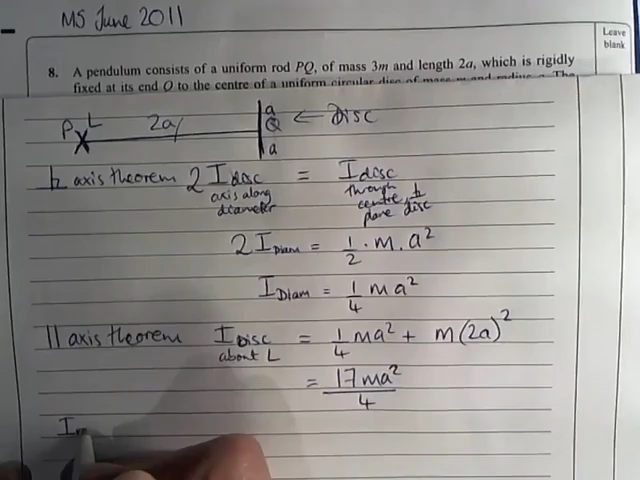 M5 June 2011
Leave
blank
8. A pendulum consists of a uniform rod PQ, of mass 3m and length 2a, which is rigidly
fixed at its end Q to the centre of a uniform circular disc of mass m and radius a. The
P L 2a a Q a ← Disc
⊥ axis theorem 2 I disc = I disc
axis along diameter through centre, ⊥ plane disc
2 I Diam = 1/2 . m . a²
I Diam = 1/4 ma²
|| axis theorem I Disc about L = 1/4 ma² + m(2a)²
= 17ma²/4
I